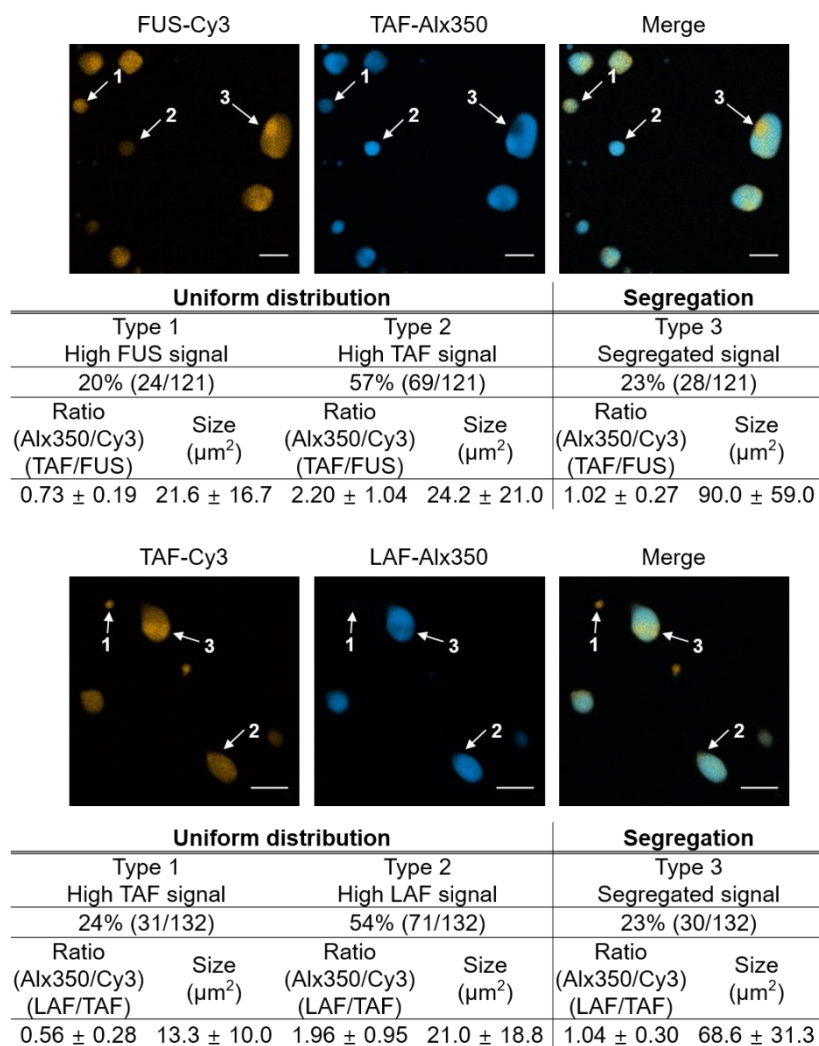 FUS-Cy3 TAF-Alx350 Merge
1 1 1
2 2 2
3 3 3
Uniform distribution Segregation
Type 1 Type 2 Type 3
High FUS signal High TAF signal Segregated signal
20% (24/121) 57% (69/121) 23% (28/121)
Ratio Size Ratio Size Ratio Size
(Alx350/Cy3) (µm²) (Alx350/Cy3) (µm²) (Alx350/Cy3) (µm²)
(TAF/FUS) (TAF/FUS) (TAF/FUS)
0.73 ± 0.19 21.6 ± 16.7 2.20 ± 1.04 24.2 ± 21.0 1.02 ± 0.27 90.0 ± 59.0
TAF-Cy3 LAF-Alx350 Merge
1 1 1
3 3 3
2 2 2
Uniform distribution Segregation
Type 1 Type 2 Type 3
High TAF signal High LAF signal Segregated signal
24% (31/132) 54% (71/132) 23% (30/132)
Ratio Size Ratio Size Ratio Size
(Alx350/Cy3) (µm²) (Alx350/Cy3) (µm²) (Alx350/Cy3) (µm²)
(LAF/TAF) (LAF/TAF) (LAF/TAF)
0.56 ± 0.28 13.3 ± 10.0 1.96 ± 0.95 21.0 ± 18.8 1.04 ± 0.30 68.6 ± 31.3